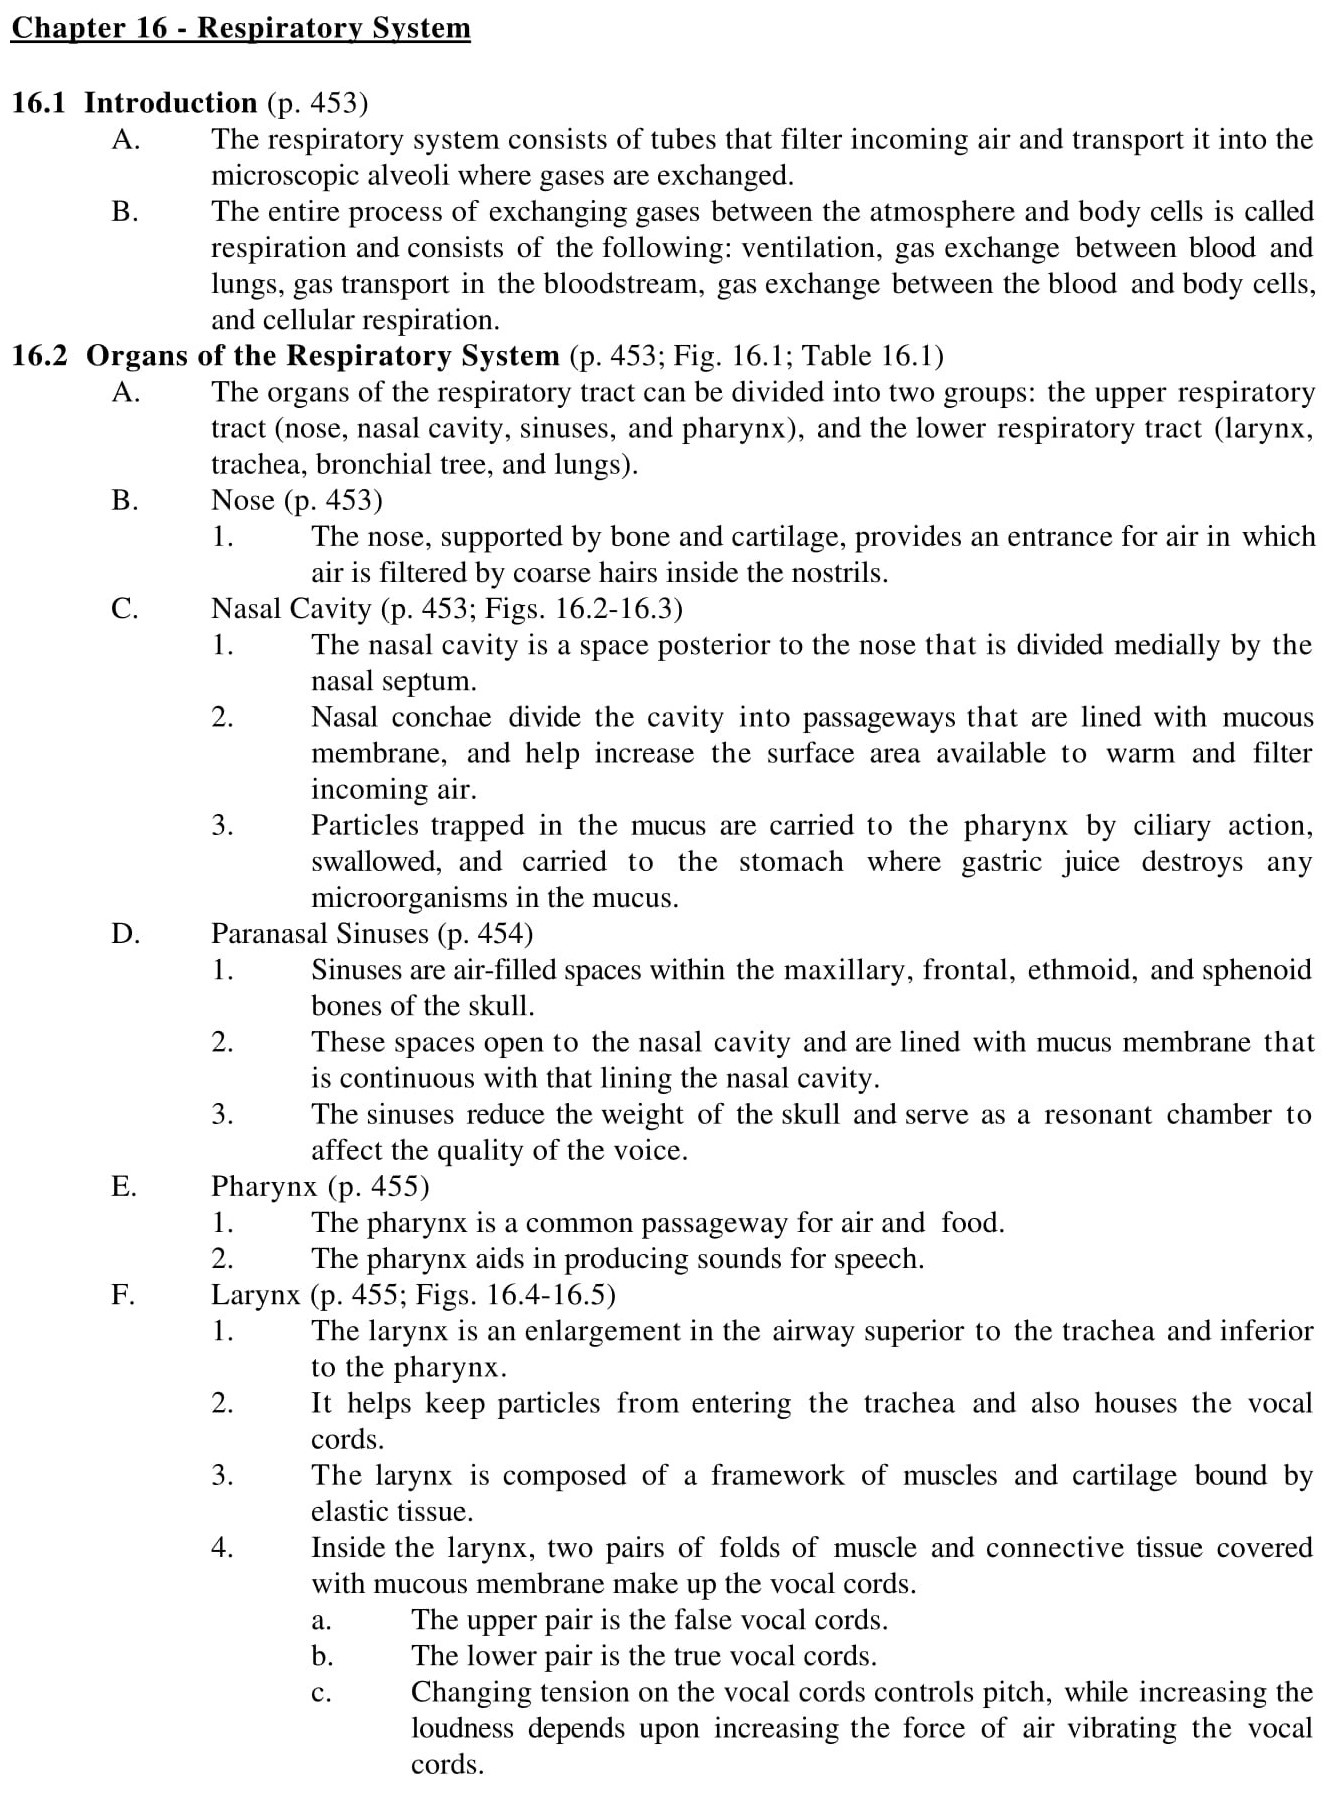 Chapter 16 - Respiratory System
16.1 Introduction (p. 453)
A. The respiratory system consists of tubes that filter incoming air and transport it into the
microscopic alveoli where gases are exchanged.
B. The entire process of exchanging gases between the atmosphere and body cells is called
respiration and consists of the following: ventilation, gas exchange between blood and
lungs, gas transport in the bloodstream, gas exchange between the blood and body cells,
and cellular respiration.
16.2 Organs of the Respiratory System (p. 453; Fig. 16.1; Table 16.1)
A. The organs of the respiratory tract can be divided into two groups: the upper respiratory
tract (nose, nasal cavity, sinuses, and pharynx), and the lower respiratory tract (larynx,
trachea, bronchial tree, and lungs).
B. Nose (p. 453)
1. The nose, supported by bone and cartilage, provides an entrance for air in which
air is filtered by coarse hairs inside the nostrils.
C. Nasal Cavity (p. 453; Figs. 16.2-16.3)
1. The nasal cavity is a space posterior to the nose that is divided medially by the
nasal septum.
2. Nasal conchae divide the cavity into passageways that are lined with mucous
membrane, and help increase the surface area available to warm and filter
incoming air.
3. Particles trapped in the mucus are carried to the pharynx by ciliary action,
swallowed, and carried to the stomach where gastric juice destroys any
microorganisms in the mucus.
D. Paranasal Sinuses (p. 454)
1. Sinuses are air-filled spaces within the maxillary, frontal, ethmoid, and sphenoid
bones of the skull.
2. These spaces open to the nasal cavity and are lined with mucus membrane that
is continuous with that lining the nasal cavity.
3. The sinuses reduce the weight of the skull and serve as a resonant chamber to
affect the quality of the voice.
E. Pharynx (p. 455)
1. The pharynx is a common passageway for air and food.
2. The pharynx aids in producing sounds for speech.
F. Larynx (p. 455; Figs. 16.4-16.5)
1. The larynx is an enlargement in the airway superior to the trachea and inferior
to the pharynx.
2. It helps keep particles from entering the trachea and also houses the vocal
cords.
3. The larynx is composed of a framework of muscles and cartilage bound by
elastic tissue.
4. Inside the larynx, two pairs of folds of muscle and connective tissue covered
with mucous membrane make up the vocal cords.
a. The upper pair is the false vocal cords.
b. The lower pair is the true vocal cords.
c. Changing tension on the vocal cords controls pitch, while increasing the
loudness depends upon increasing the force of air vibrating the vocal
cords.